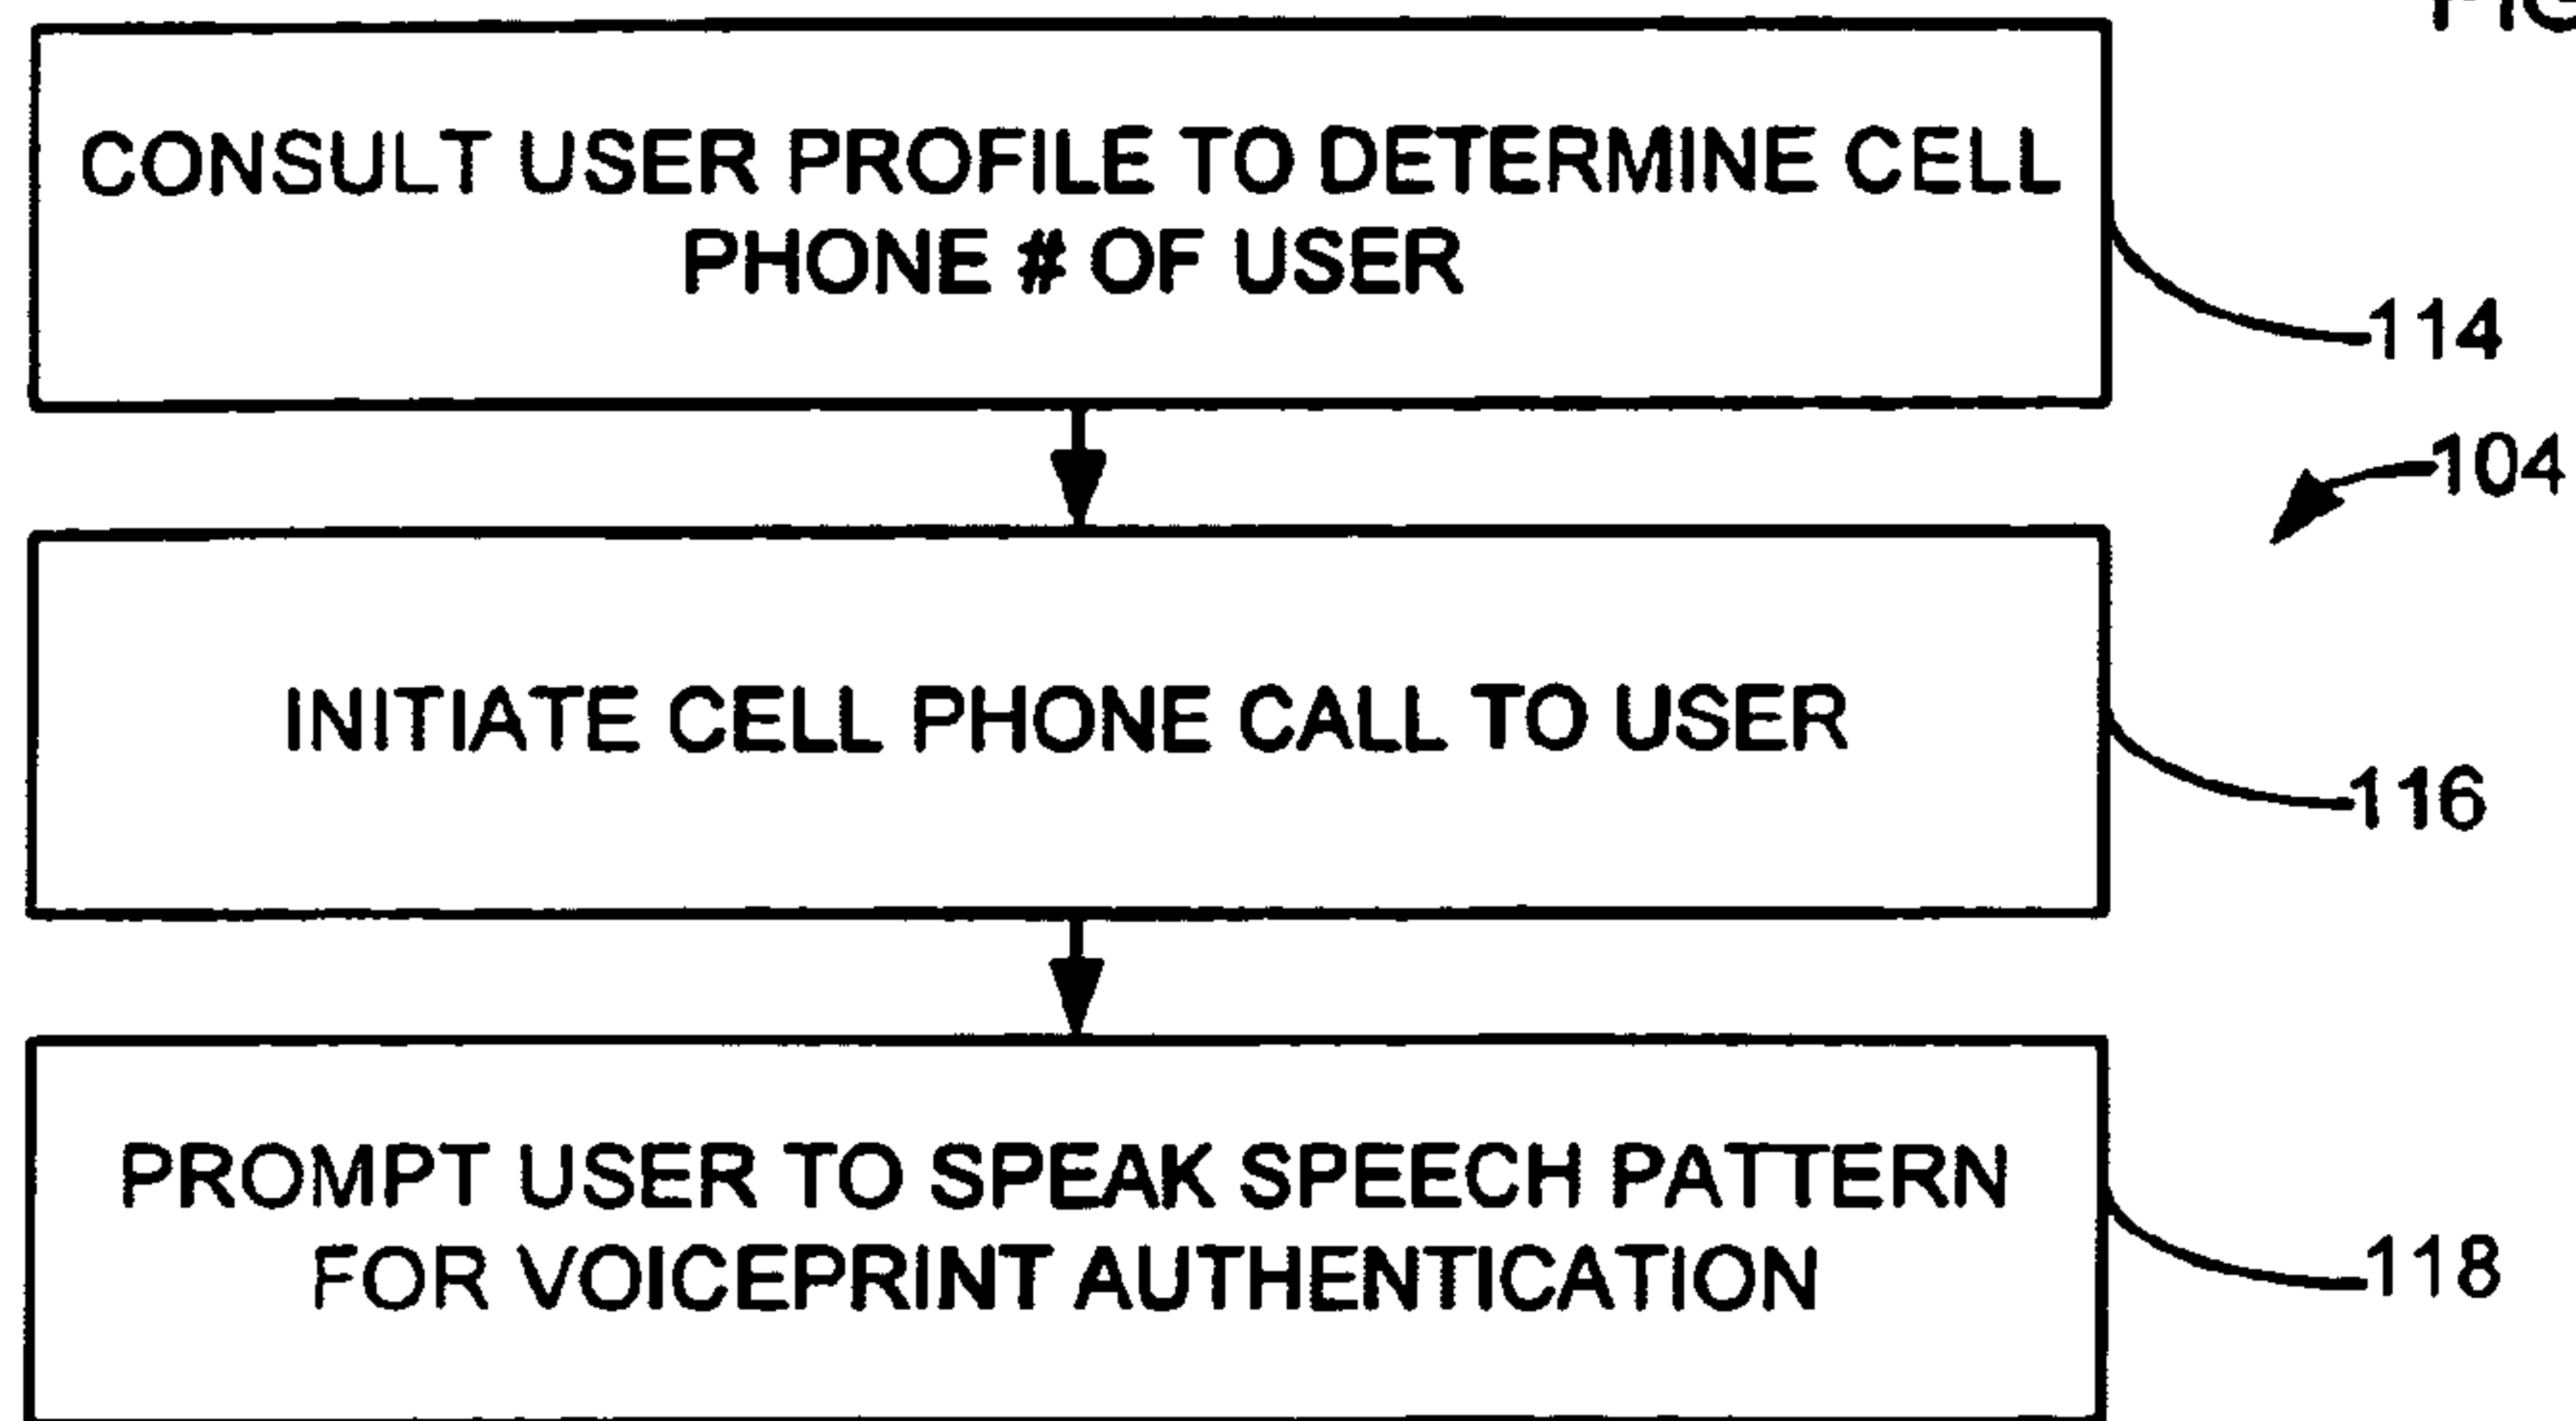 CONSULT USER PROFILE TO DETERMINE CELL
PHONE # OF USER
114
104
INITIATE CELL PHONE CALL TO USER
116
PROMPT USER TO SPEAK SPEECH PATTERN
FOR VOICEPRINT AUTHENTICATION
118